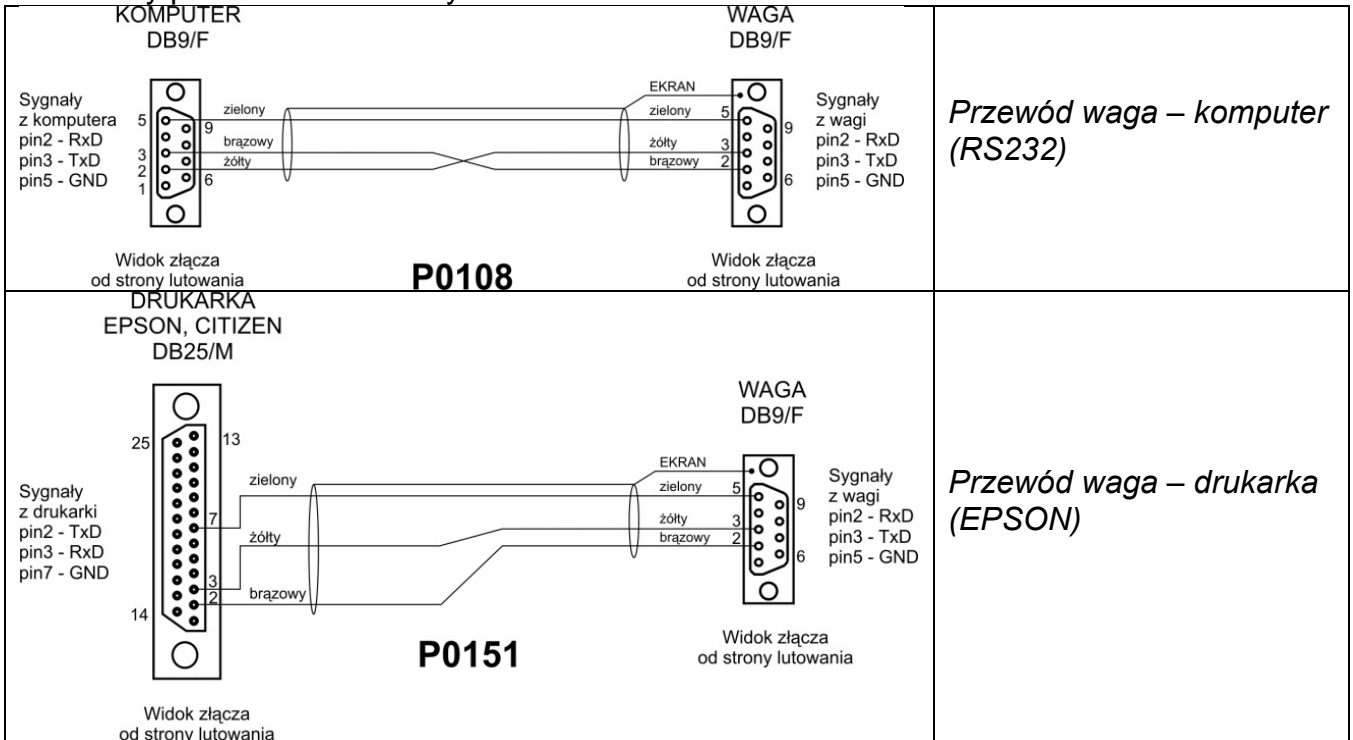 KOMPUTER
DB9/F
WAGA
DB9/F
Sygnały
z komputera
pin2 - RxD
pin3 - TxD
pin5 - GND
5
9
3
2
6
1
zielony
brązowy
żółty
EKRAN
zielony
żółty
brązowy
5
9
3
2
6
Sygnały
z wagi
pin2 - RxD
pin3 - TxD
pin5 - GND
Widok złącza
od strony lutowania
P0108
Widok złącza
od strony lutowania
Przewód waga – komputer
(RS232)
DRUKARKA
EPSON, CITIZEN
DB25/M
WAGA
DB9/F
Sygnały
z drukarki
pin2 - TxD
pin3 - RxD
pin7 - GND
25
13
7
3
2
14
zielony
żółty
brązowy
EKRAN
zielony
żółty
brązowy
5
9
3
2
6
Sygnały
z wagi
pin2 - RxD
pin3 - TxD
pin5 - GND
P0151
Widok złącza
od strony lutowania
Widok złącza
od strony lutowania
Przewód waga – drukarka
(EPSON)